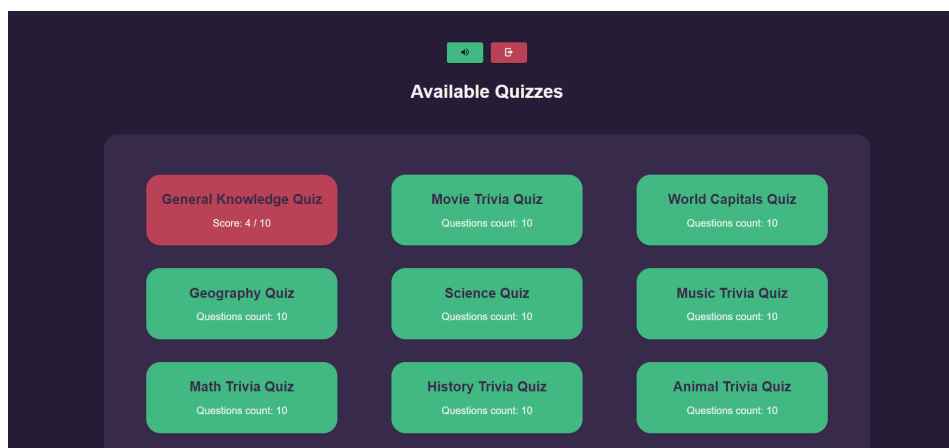 Available Quizzes
General Knowledge Quiz
Score: 4 / 10
Movie Trivia Quiz
Questions count: 10
World Capitals Quiz
Questions count: 10
Geography Quiz
Questions count: 10
Science Quiz
Questions count: 10
Music Trivia Quiz
Questions count: 10
Math Trivia Quiz
Questions count: 10
History Trivia Quiz
Questions count: 10
Animal Trivia Quiz
Questions count: 10